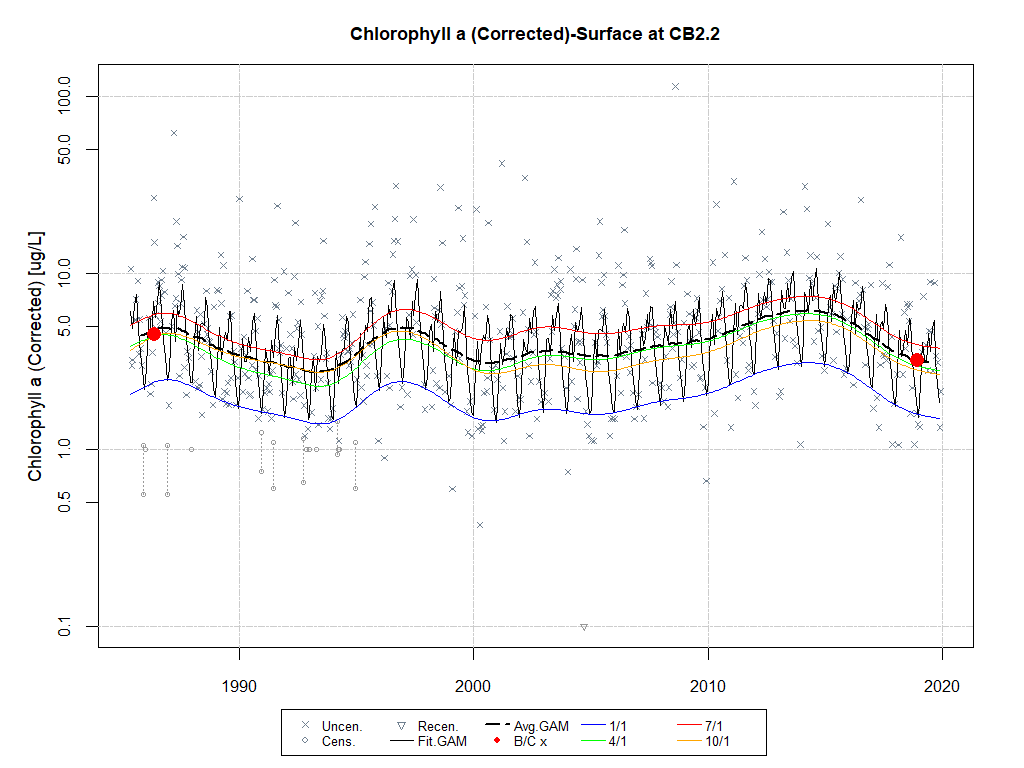 Chlorophyll a (Corrected)-Surface at CB2.2
Chlorophyll a (Corrected) [ug/L]
100.0
50.0
10.0
5.0
1.0
0.5
0.1
1990 2000 2010 2020
Uncen. Recen. Avg.GAM 1/1 7/1
Cens. Fit.GAM B/C x 4/1 10/1